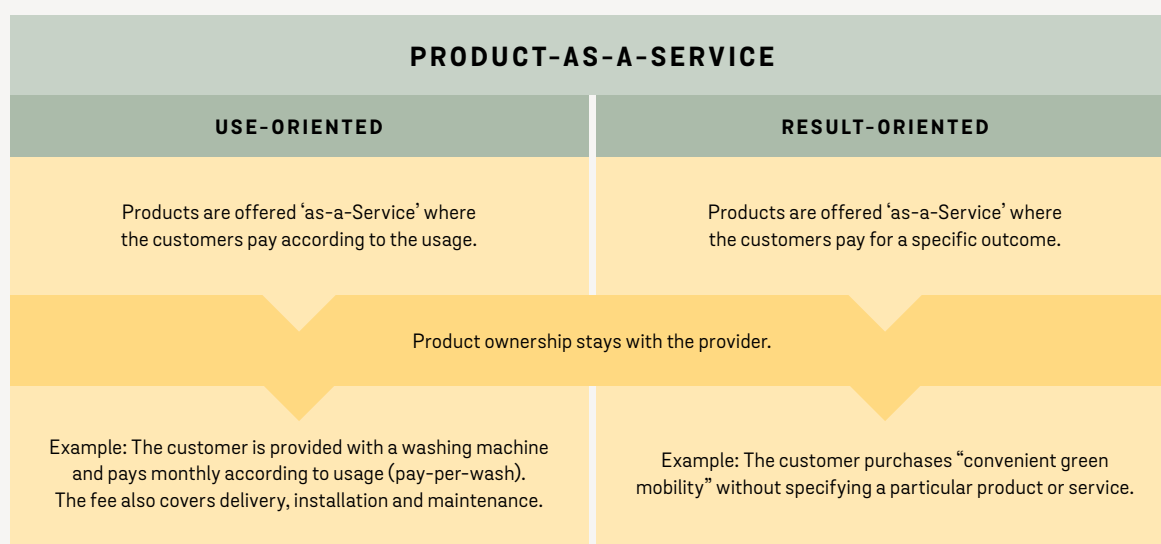 PRODUCT-AS-A-SERVICE
USE-ORIENTED
RESULT-ORIENTED
Products are offered ‘as-a-Service’ where
the customers pay according to the usage.
Products are offered ‘as-a-Service’ where
the customers pay for a specific outcome.
Product ownership stays with the provider.
Example: The customer is provided with a washing machine
and pays monthly according to usage (pay-per-wash).
The fee also covers delivery, installation and maintenance.
Example: The customer purchases “convenient green
mobility” without specifying a particular product or service.